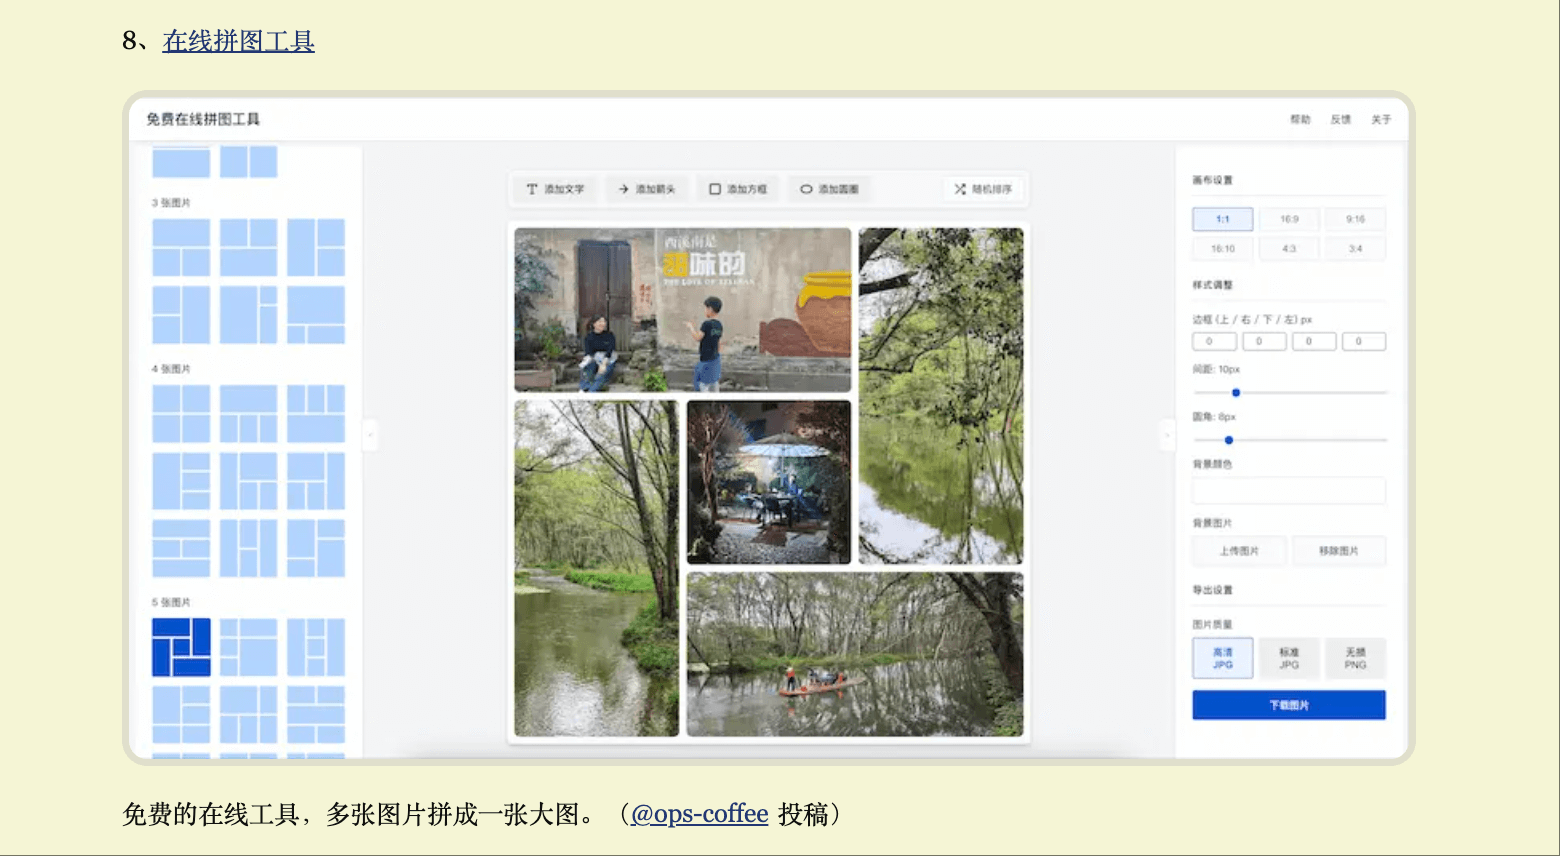 8、在线拼图工具
免费在线拼图工具
帮助 反馈 关于
3 张图片
4 张图片
5 张图片
添加文字 添加箭头 添加方框 添加圆圈 随机排序
西溪南是
味的
画布设置
1:1 16:9 9:16
16:10 4:3 3:4
样式调整
边框 (上 / 右 / 下 / 左) px
0 0 0 0
间距: 10px
圆角: 8px
背景颜色
背景图片
上传图片 移除图片
导出设置
图片质量
高清 标准 无损
JPG JPG PNG
下载图片
免费的在线工具，多张图片拼成一张大图。（@ops-coffee 投稿）